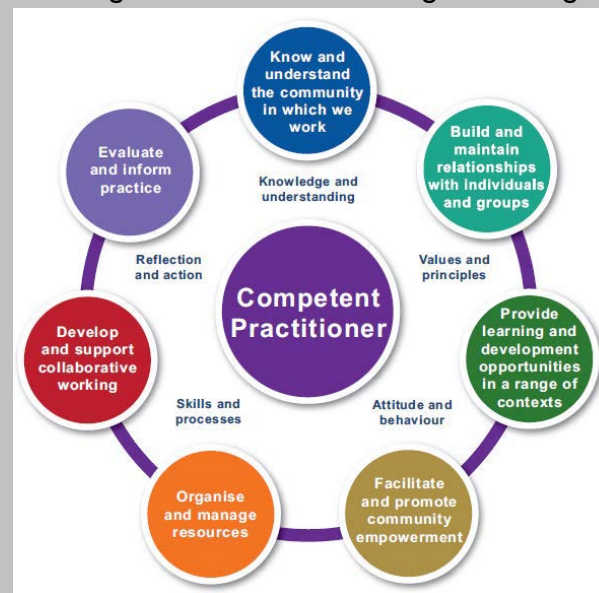 Know and
understand
the community
in which we
work
Build and
maintain
relationships
with individuals
and groups
Provide
learning and
development
opportunities
in a range of
contexts
Facilitate
and promote
community
empowerment
Organise
and manage
resources
Develop
and support
collaborative
working
Evaluate
and inform
practice
Knowledge and
understanding
Values and
principles
Attitude and
behaviour
Skills and
processes
Reflection
and action
Competent
Practitioner